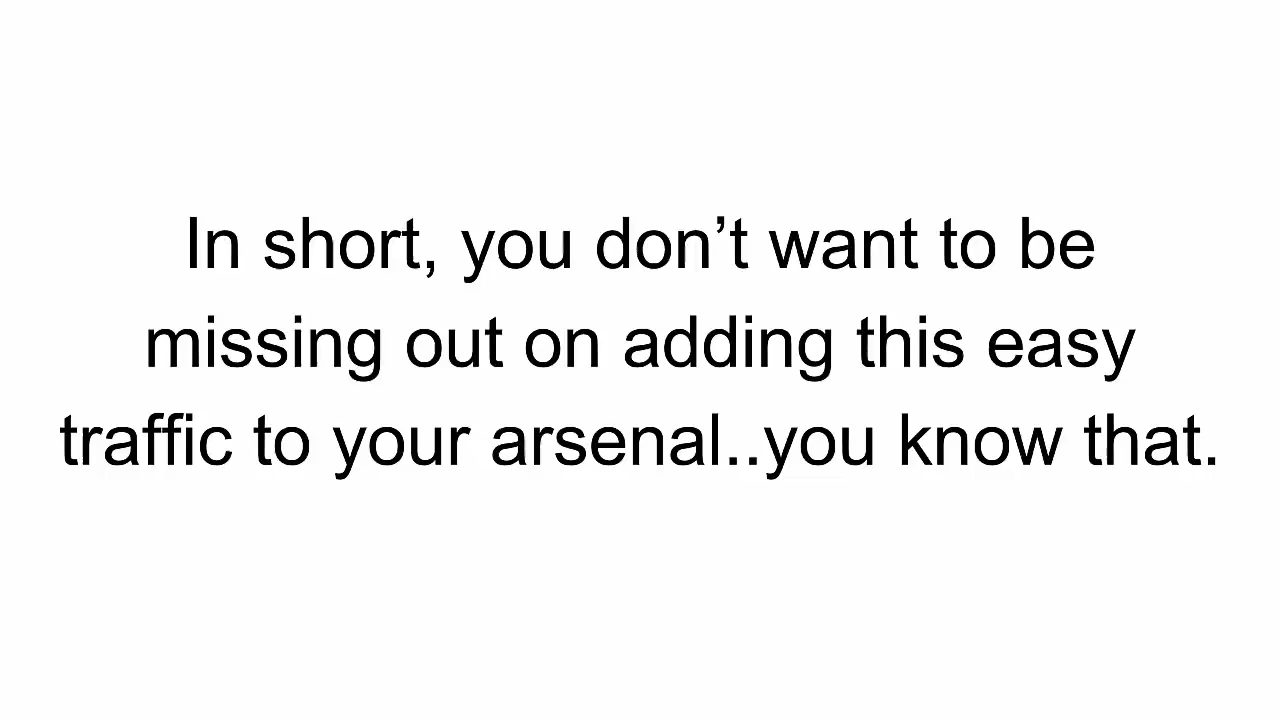 In short, you don’t want to be
missing out on adding this easy
traffic to your arsenal..you know that.